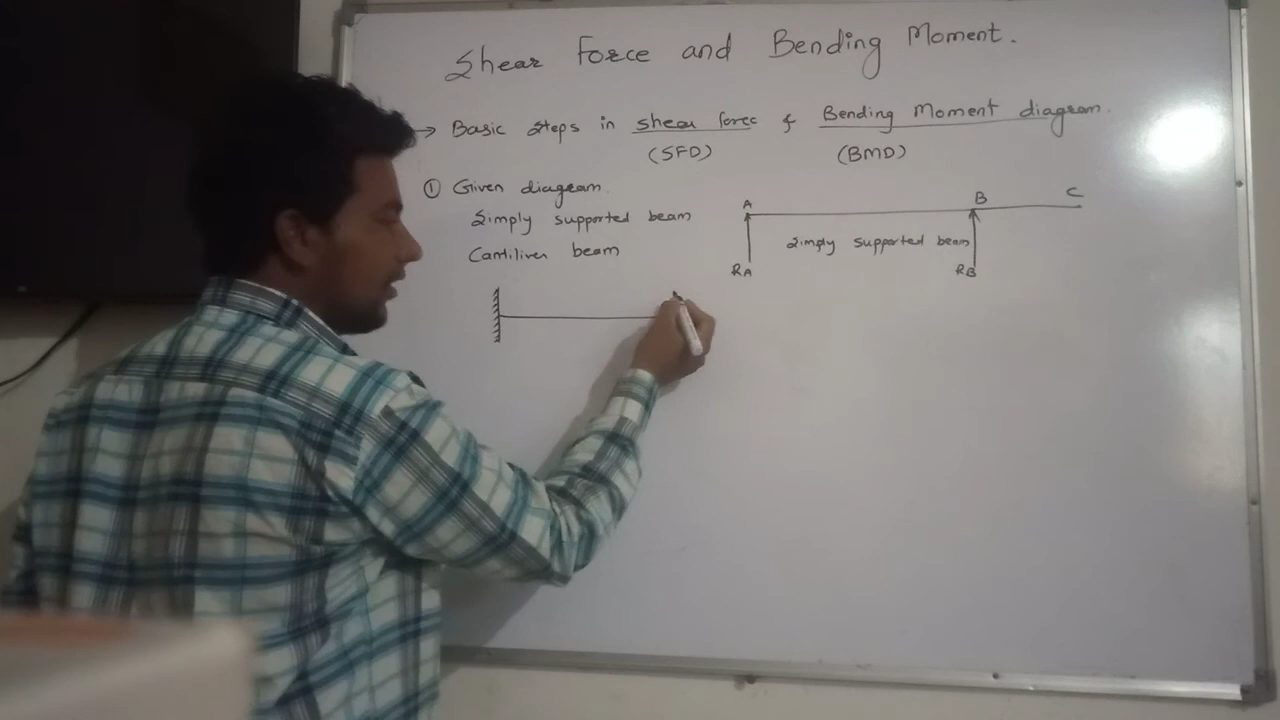 Shear Force and Bending Moment.
→ Basic Steps in shear force & Bending Moment diagram.
(SFD) (BMD)
① Given diagram.
Simply supported beam
Cantiliver beam
A B C
Simply supported beam
RA RB